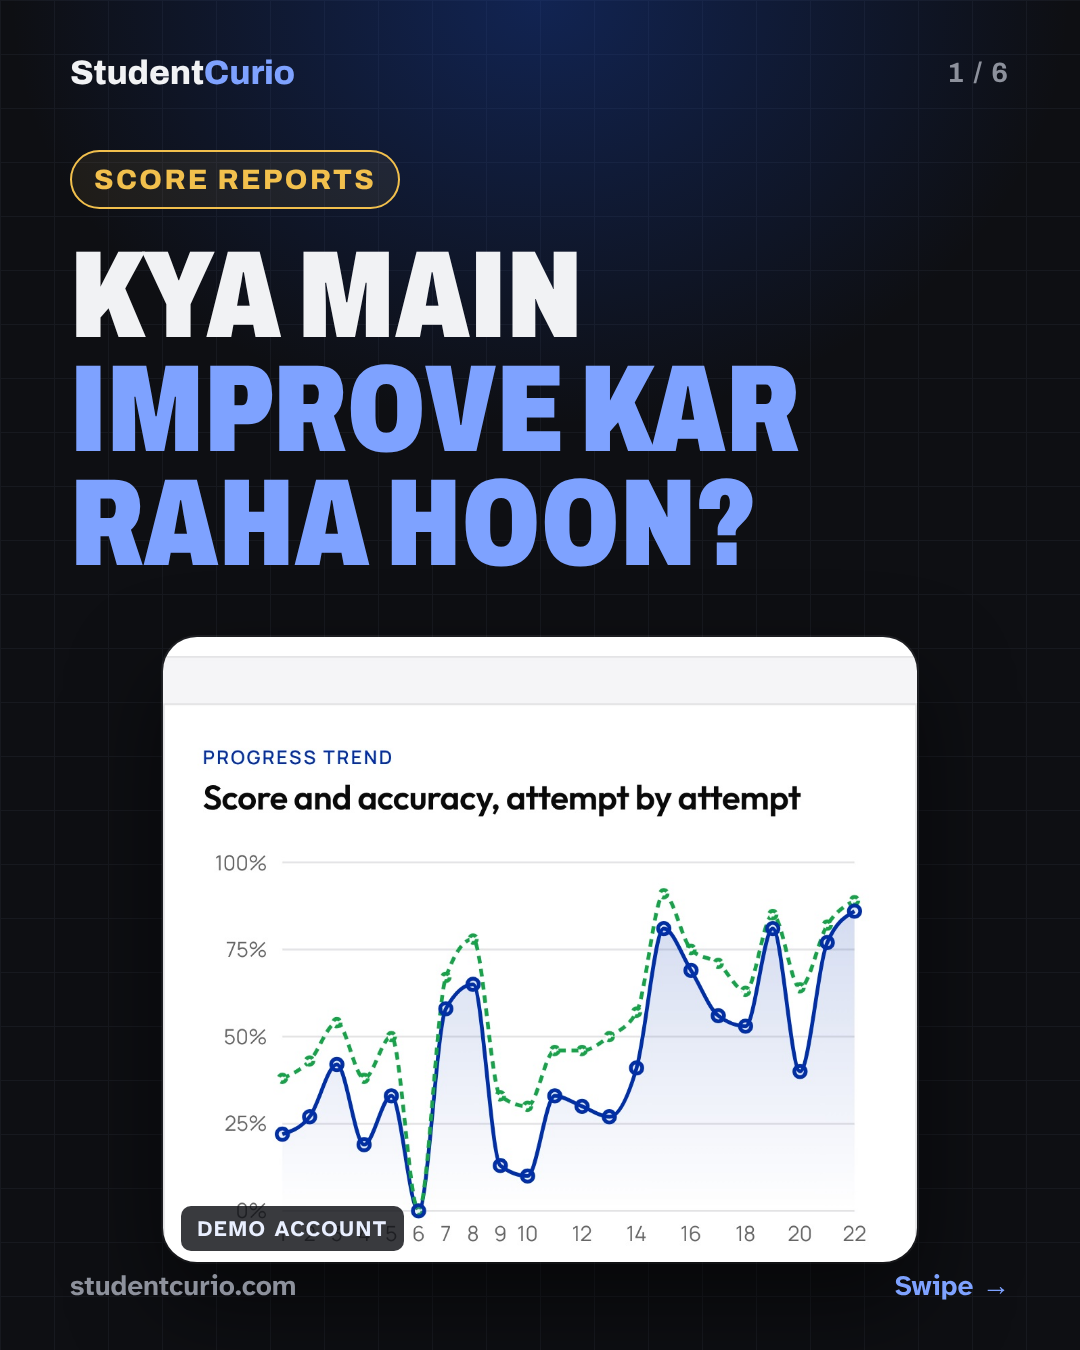 StudentCurio
1 / 6
SCORE REPORTS
KYA MAIN
IMPROVE KAR
RAHA HOON?
PROGRESS TREND
Score and accuracy, attempt by attempt
100%
75%
50%
25%
0%
DEMO ACCOUNT
6 7 8 9 10 12 14 16 18 20 22
studentcurio.com
Swipe →